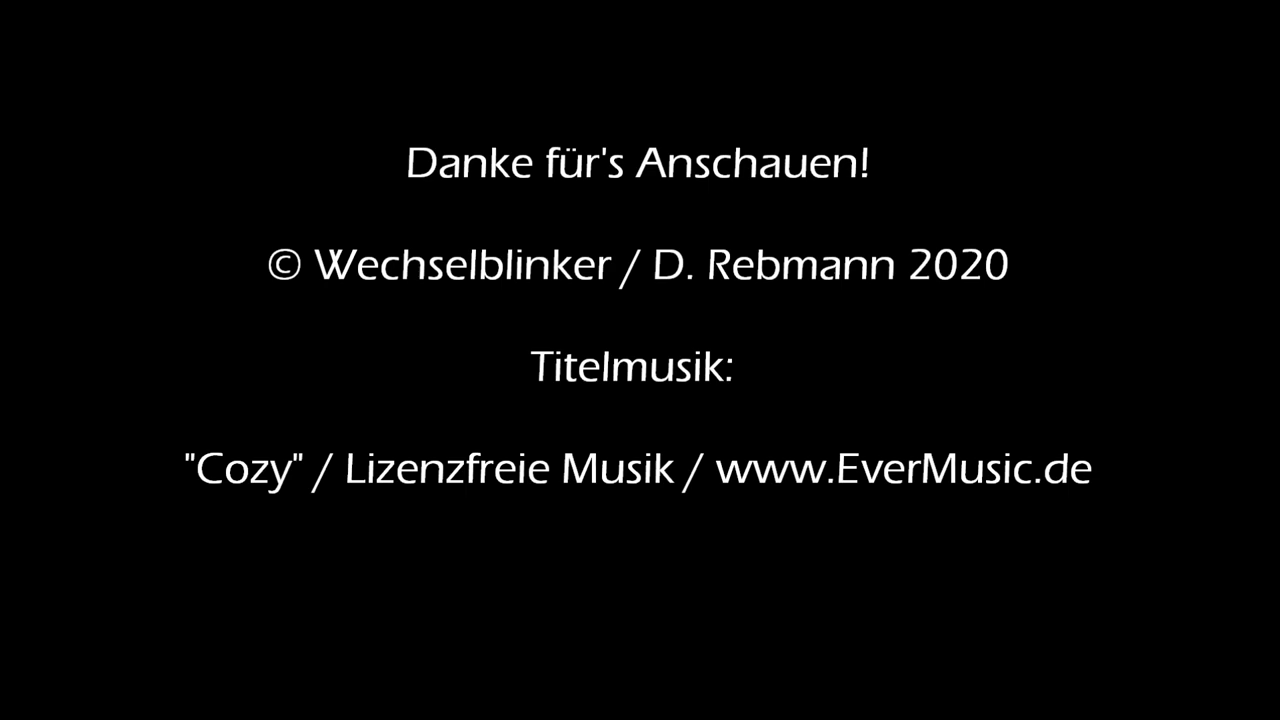 Danke für's Anschauen!
© Wechselblinker / D. Rebmann 2020
Titelmusik:
"Cozy" / Lizenzfreie Musik / www.EverMusic.de